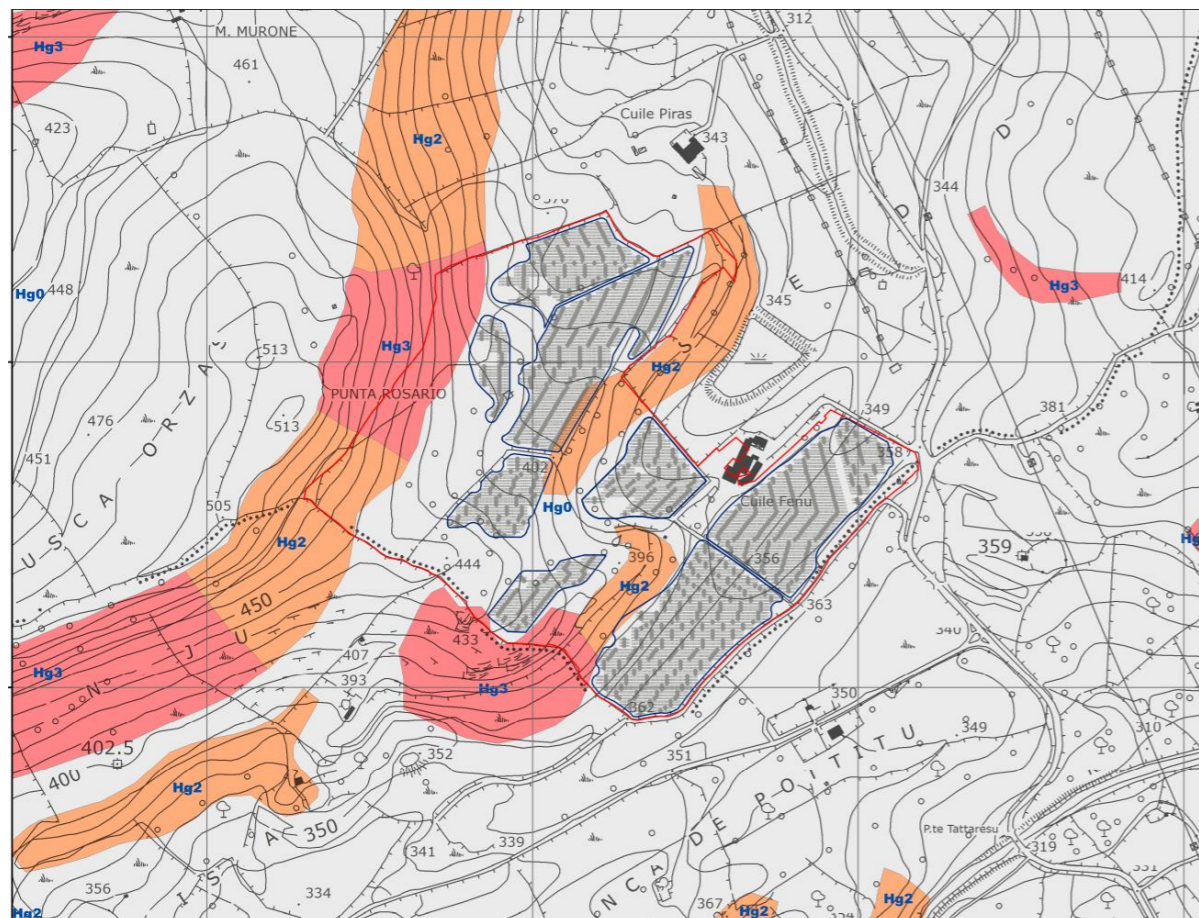 312
M. MURONE
Hg3
461
Cuile Piras
423
Hg2
343
D
344
D
376
E
Hg0
448
Hg3
414
345
S
513
Hg3
Hg2
PUNTA ROSARIO
S
A
476
513
Z
349
381
N
R
O
451
358
402
A
Cuile Fenu
C
505
Hg0
S
U
Hg2
396
356
359
444
Hg2
450
363
433
340
U
407
J
Hg3
Hg3
393
350
N
362
402.5
349
310
U
352
351
T
400
I
T
Hg2
I
O
P
350
A
P.te Tattaresu
E
341
339
D
319
S
A
356
I
334
C
N
367
Hg2
Hg2
Hg2